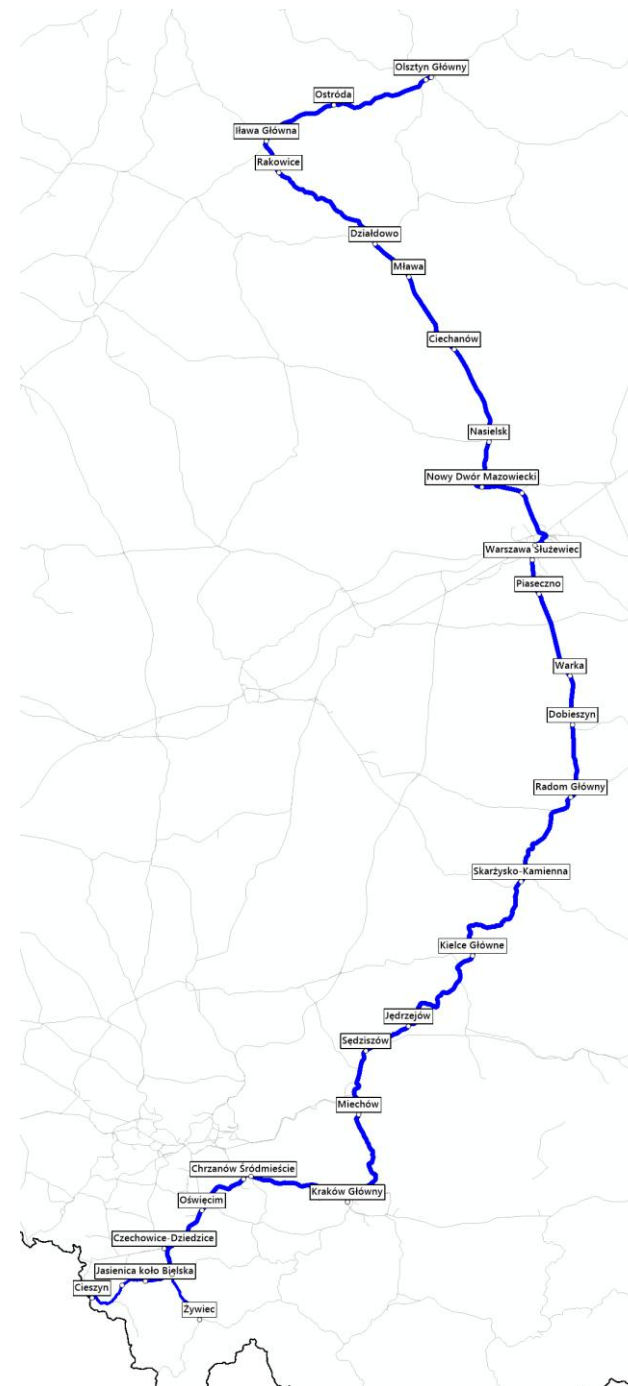 Olsztyn Główny
Ostróda
Iława Główna
Rakowice
Działdowo
Mława
Ciechanów
Nasielsk
Nowy Dwór Mazowiecki
Warszawa Służewiec
Piaseczno
Warka
Dobieszyn
Radom Główny
Skarżysko-Kamienna
Kielce Główne
Jędrzejów
Sędziszów
Miechów
Chrzanów Śródmieście
Kraków Główny
Oświęcim
Czechowice-Dziedzice
Jasienica koło Bielska
Cieszyn
Żywiec